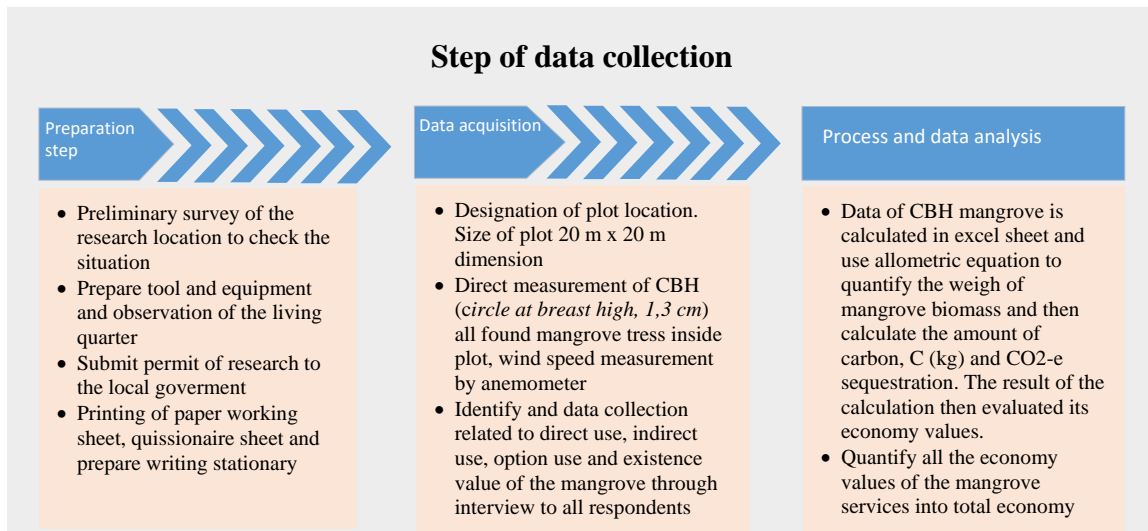 Step of data collection
Preparation
step
• Preliminary survey of the
research location to check the
situation
• Prepare tool and equipment
and observation of the living
quarter
• Submit permit of research to
the local goverment
• Printing of paper working
sheet, quissionaire sheet and
prepare writing stationary
Data acquisition
• Designation of plot location.
Size of plot 20 m x 20 m
dimension
• Direct measurement of CBH
(circle at breast high, 1,3 cm)
all found mangrove tress inside
plot, wind speed measurement
by anemometer
• Identify and data collection
related to direct use, indirect
use, option use and existence
value of the mangrove through
interview to all respondents
Process and data analysis
• Data of CBH mangrove is
calculated in excel sheet and
use allometric equation to
quantify the weigh of
mangrove biomass and then
calculate the amount of
carbon, C (kg) and CO2-e
sequestration. The result of the
calculation then evaluated its
economy values.
• Quantify all the economy
values of the mangrove
services into total economy